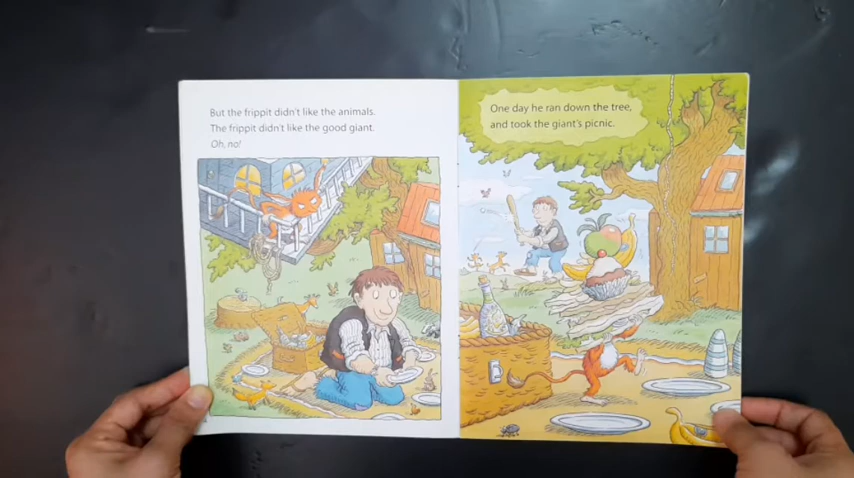 But the frippit didn't like the animals.
The frippit didn't like the good giant.
Oh, no!
One day he ran down the tree,
and took the giant's picnic.